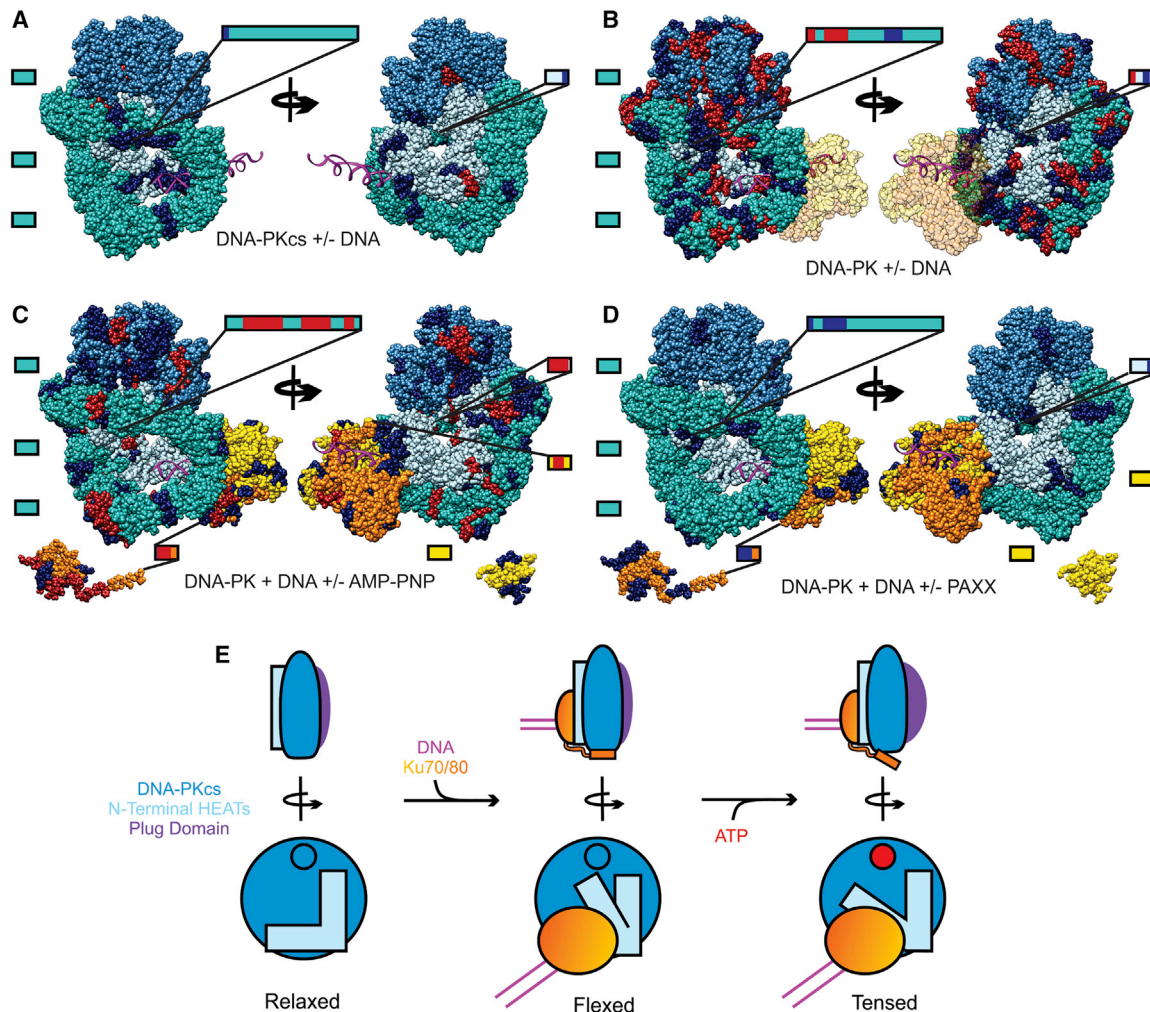 A
B
DNA-PKcs +/- DNA
DNA-PK +/- DNA
C
D
DNA-PK + DNA +/- AMP-PNP
DNA-PK + DNA +/- PAXX
E
DNA
Ku70/80
DNA-PKcs
N-Terminal HEATs
Plug Domain
ATP
Relaxed
Flexed
Tensed